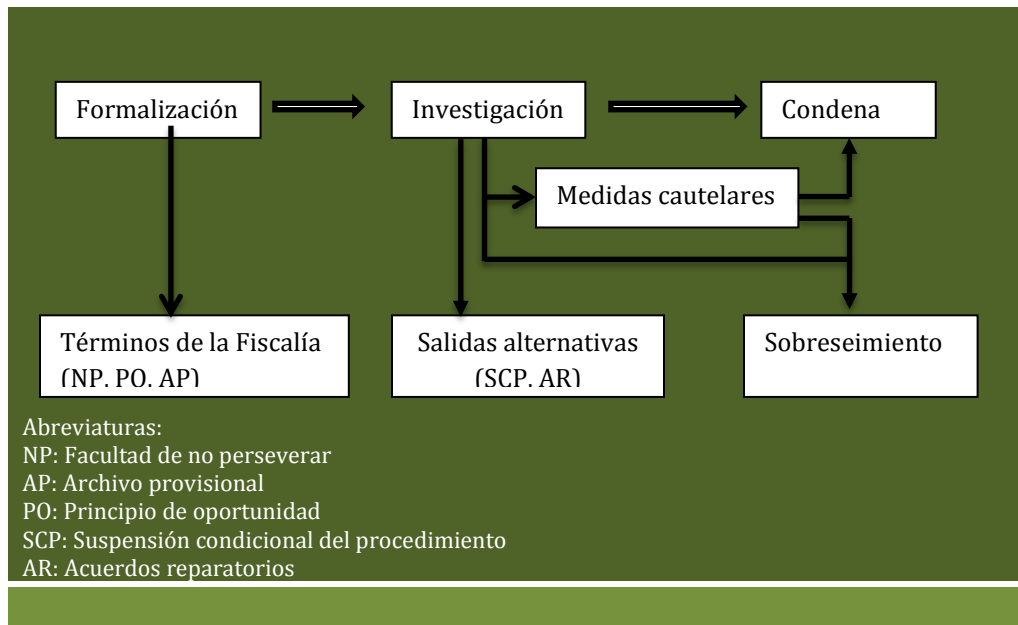 Formalización
Investigación
Condena
Medidas cautelares
Términos de la Fiscalía
(NP, PO, AP)
Salidas alternativas
(SCP, AR)
Sobreseimiento
Abreviaturas:
NP: Facultad de no perseverar
AP: Archivo provisional
PO: Principio de oportunidad
SCP: Suspensión condicional del procedimiento
AR: Acuerdos reparatorios